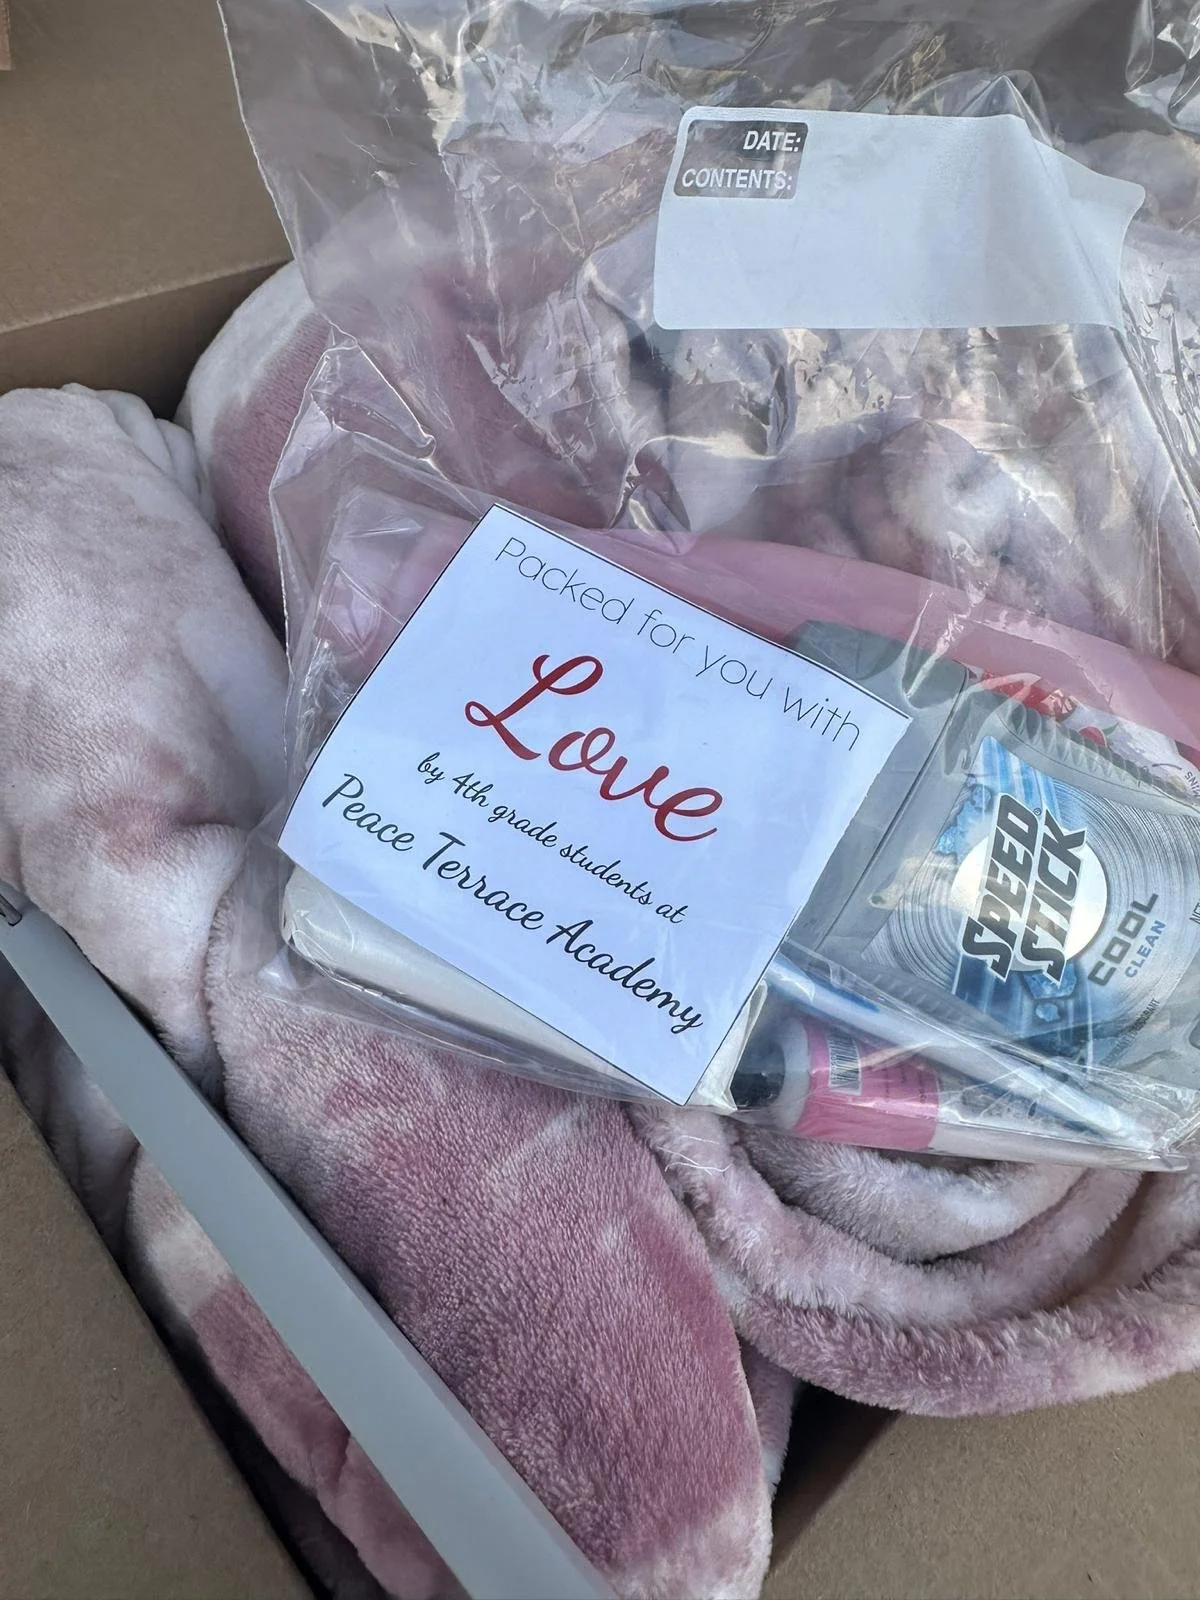 DATE:
CONTENTS:
Packed for you with
Love
by 4th grade students at
Peace Terrace Academy
SPEED
STICK®
COOL
CLEAN